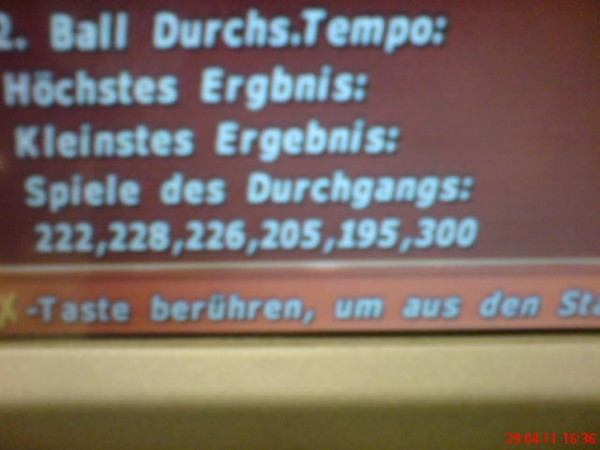 2. Ball Durchs.Tempo:
Höchstes Ergbnis:
Kleinstes Ergebnis:
Spiele des Durchgangs:
222,228,226,205,195,300
X-Taste berühren, um aus den Sta
29.04.11 16:36